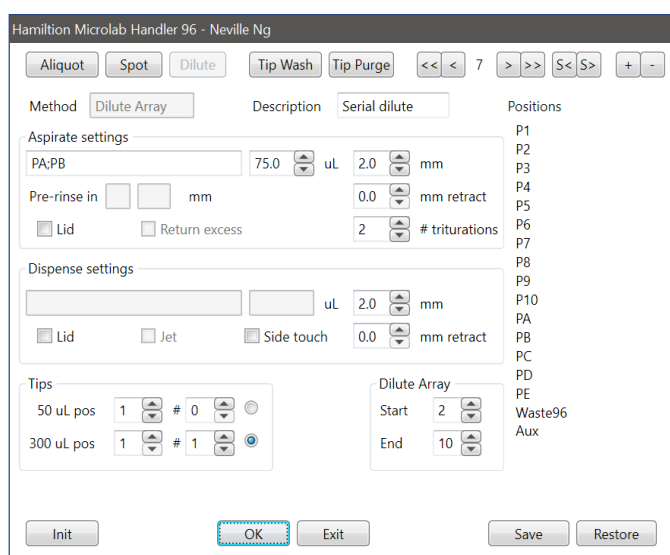 Hamiltion Microlab Handler 96 - Neville Ng
Aliquot Spot Dilute Tip Wash Tip Purge << < 7 > >> S< S> + -
Method Dilute Array Description Serial dilute Positions
Aspirate settings
PA;PB 75.0 uL 2.0 mm
Pre-rinse in mm 0.0 mm retract
Lid Return excess 2 # triturations
Dispense settings
uL 2.0 mm
Lid Jet Side touch 0.0 mm retract
Tips
50 uL pos 1 # 0
300 uL pos 1 # 1
Dilute Array
Start 2
End 10
P1
P2
P3
P4
P5
P6
P7
P8
P9
P10
PA
PB
PC
PD
PE
Waste96
Aux
Init OK Exit Save Restore